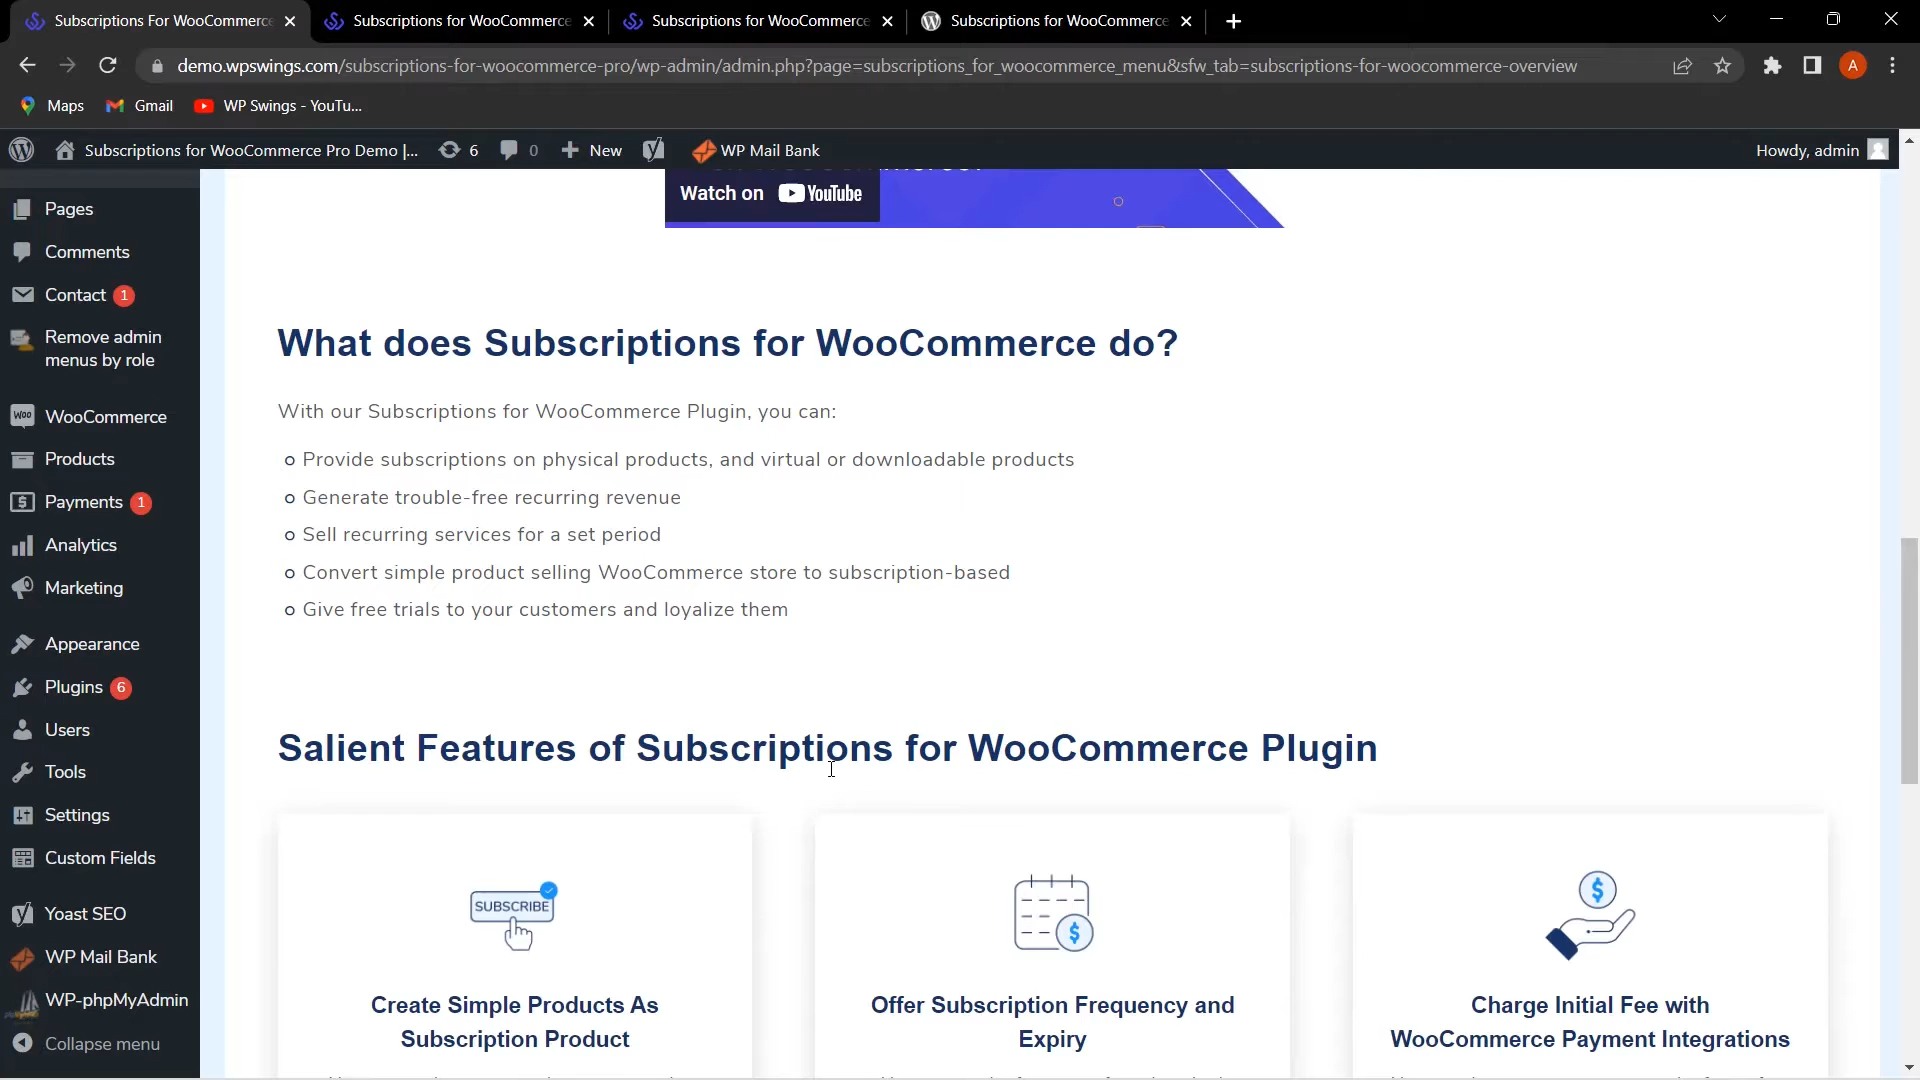 Subscriptions For WooCommerce
Subscriptions for WooCommerce
Subscriptions for WooCommerce
Subscriptions for WooCommerce
demo.wpswings.com/subscriptions-for-woocommerce-pro/wp-admin/admin.php?page=subscriptions_for_woocommerce_menu&sfw_tab=subscriptions-for-woocommerce-overview
A
Maps
Gmail
WP Swings - YouTu...
Subscriptions for WooCommerce Pro Demo |...
6
0
New
WP Mail Bank
Howdy, admin
Pages
Comments
Contact 1
Remove admin
menus by role
Woo WooCommerce
Products
Payments 1
Analytics
Marketing
Appearance
Plugins 6
Users
Tools
Settings
Custom Fields
Yoast SEO
WP Mail Bank
WP-phpMyAdmin
Collapse menu
Watch on YouTube
What does Subscriptions for WooCommerce do?
With our Subscriptions for WooCommerce Plugin, you can:
Provide subscriptions on physical products, and virtual or downloadable products
Generate trouble-free recurring revenue
Sell recurring services for a set period
Convert simple product selling WooCommerce store to subscription-based
Give free trials to your customers and loyalize them
Salient Features of Subscriptions for WooCommerce Plugin
SUBSCRIBE
Create Simple Products As
Subscription Product
$
Offer Subscription Frequency and
Expiry
$
Charge Initial Fee with
WooCommerce Payment Integrations